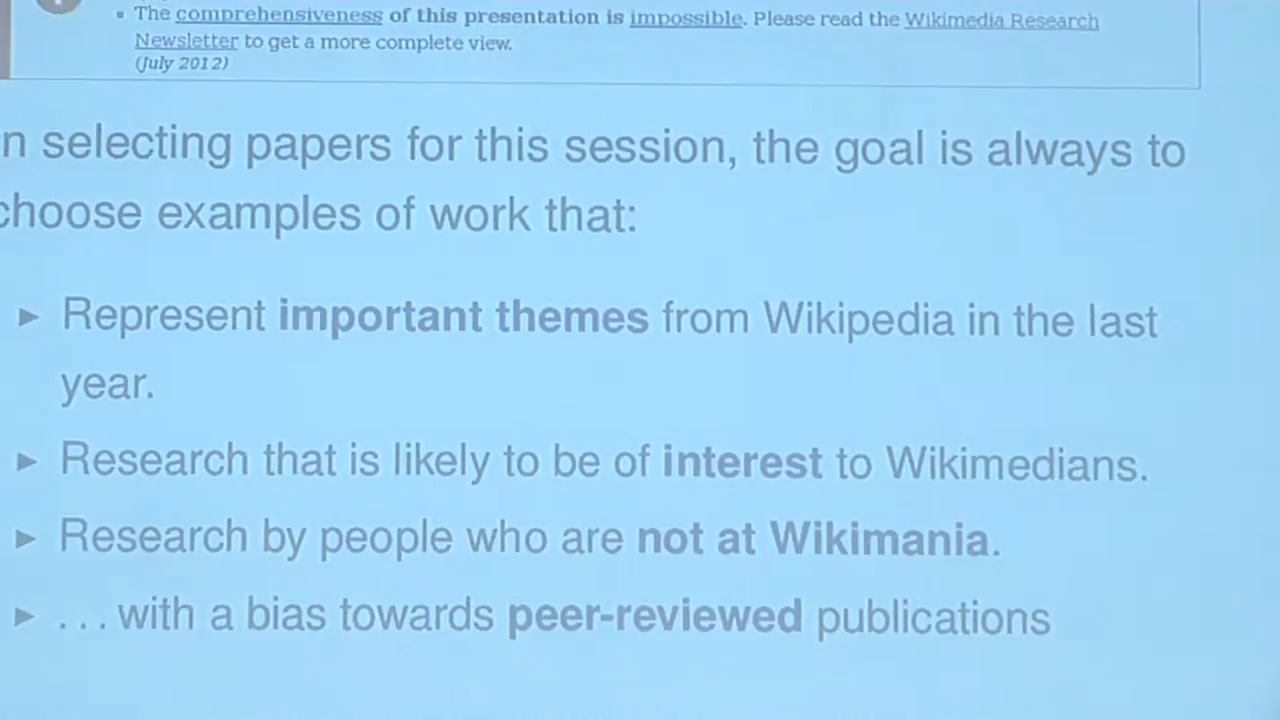 The comprehensiveness of this presentation is impossible. Please read the Wikimedia Research
Newsletter to get a more complete view.
(July 2012)
n selecting papers for this session, the goal is always to
choose examples of work that:
► Represent important themes from Wikipedia in the last
year.
► Research that is likely to be of interest to Wikimedians.
► Research by people who are not at Wikimania.
► ...with a bias towards peer-reviewed publications